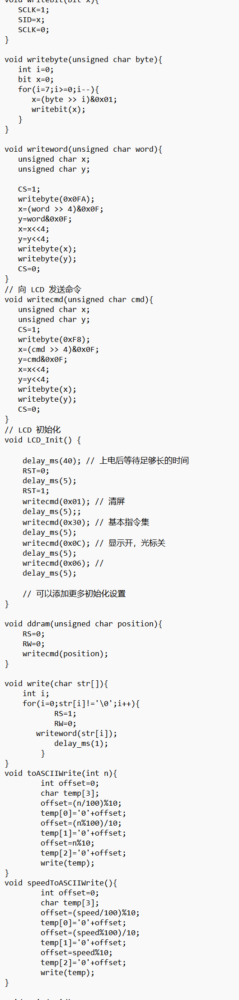 void writebit(bit x){
   SCLK=1;
   SID=x;
   SCLK=0;
}

void writebyte(unsigned char byte){
   int i=0;
   bit x=0;
   for(i=7;i>=0;i--){
      x=(byte >> i)&0x01;
      writebit(x);
   }
}

void writeword(unsigned char word){
   unsigned char x;
   unsigned char y;

   CS=1;
   writebyte(0x0FA);
   x=(word >> 4)&0x0F;
   y=word&0x0F;
   x=x<<4;
   y=y<<4;
   writebyte(x);
   writebyte(y);
   CS=0;
}
// 向 LCD 发送命令
void writecmd(unsigned char cmd){
   unsigned char x;
   unsigned char y;
   CS=1;
   writebyte(0xF8);
   x=(cmd >> 4)&0x0F;
   y=cmd&0x0F;
   x=x<<4;
   y=y<<4;
   writebyte(x);
   writebyte(y);
   CS=0;
}
// LCD 初始化
void LCD_Init() {

    delay_ms(40); // 上电后等待足够长的时间
    RST=0;
    delay_ms(5);
    RST=1;
    writecmd(0x01); // 清屏
    delay_ms(5);;
    writecmd(0x30); // 基本指令集
    delay_ms(5);
    writecmd(0x0C); // 显示开，光标关
    delay_ms(5);
    writecmd(0x06); //
    delay_ms(5);

    // 可以添加更多初始化设置
}

void ddram(unsigned char position){
    RS=0;
    RW=0;
    writecmd(position);
}

void write(char str[]){
    int i;
    for(i=0;str[i]!='\0';i++){
           RS=1;
           RW=0;
       writeword(str[i]);
           delay_ms(1);
        }
}
void toASCIIWrite(int n){
        int offset=0;
        char temp[3];
        offset=(n/100)%10;
        temp[0]='0'+offset;
        offset=(n%100)/10;
        temp[1]='0'+offset;
        offset=n%10;
        temp[2]='0'+offset;
        write(temp);
}
void speedToASCIIWrite(){
        int offset=0;
        char temp[3];
        offset=(speed/100)%10;
        temp[0]='0'+offset;
        offset=(speed%100)/10;
        temp[1]='0'+offset;
        offset=speed%10;
        temp[2]='0'+offset;
        write(temp);
}